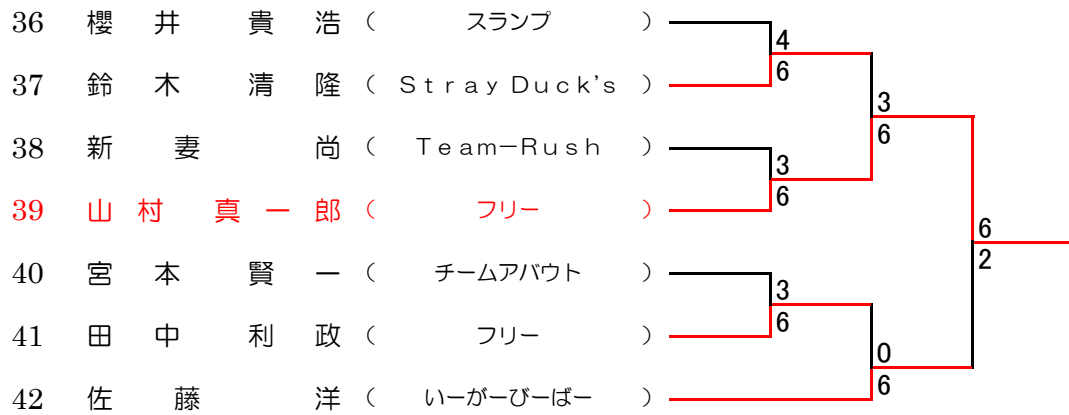 36 櫻井 貴浩 ( スランプ )
4
37 鈴木 清隆 ( Stray Duck's )
6
3
6
38 新妻 尚 ( Team-Rush )
3
39 山村 真一郎 ( フリー )
6
6
2
40 宮本 賢一 ( チームアバウト )
3
41 田中 利政 ( フリー )
6
0
6
42 佐藤 洋 ( いーがーびーばー )